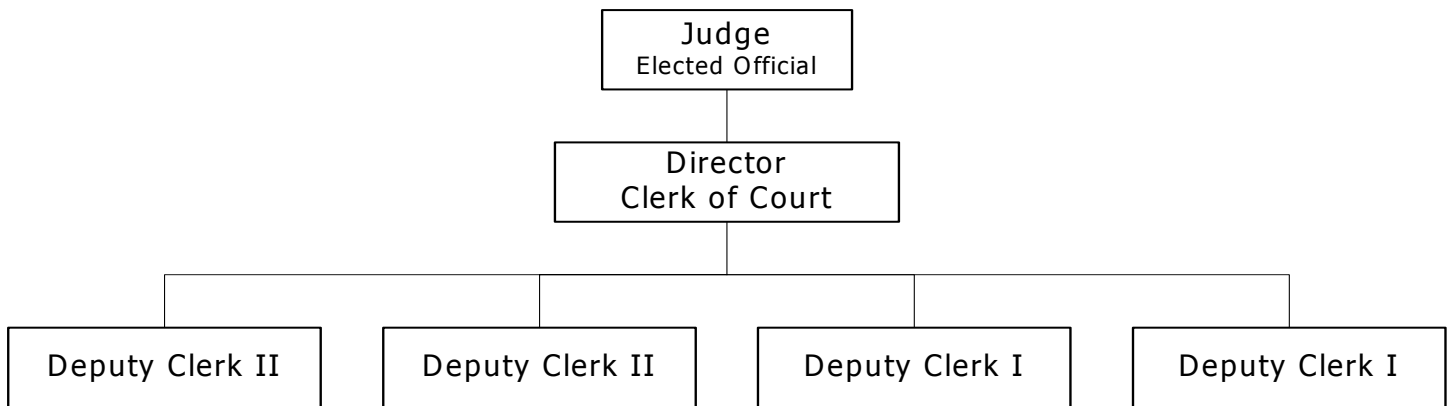 Judge
Elected Official
Director
Clerk of Court
Deputy Clerk II
Deputy Clerk II
Deputy Clerk I
Deputy Clerk I